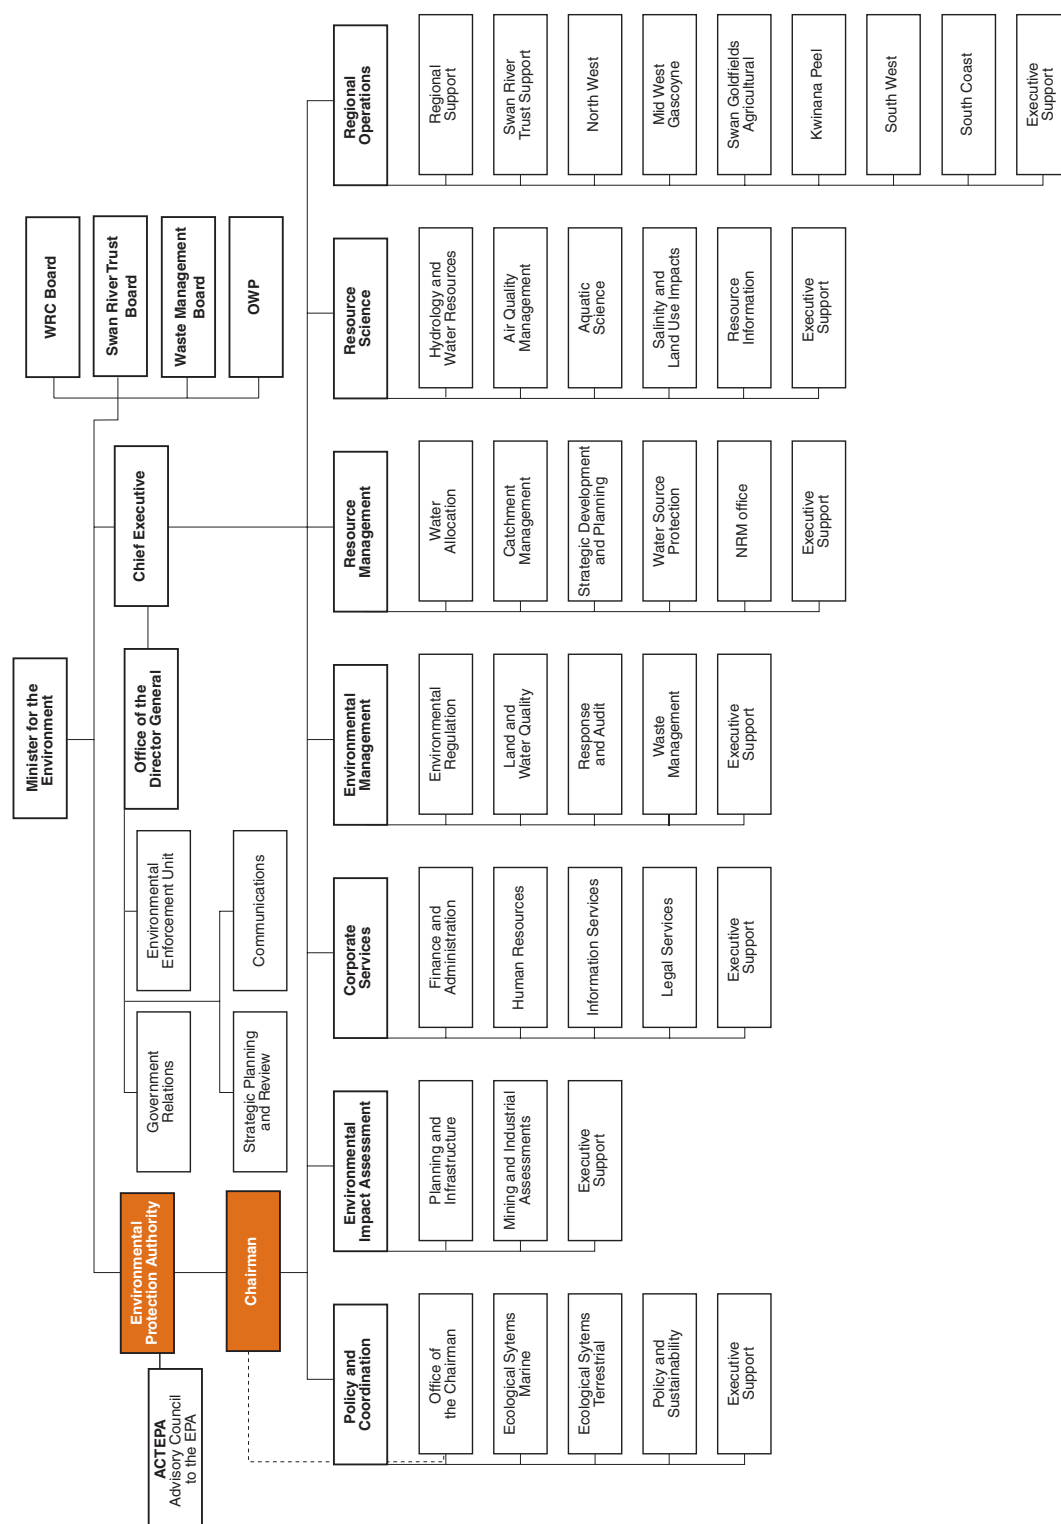 Minister for the
Environment
WRC Board
Swan River Trust
Board
Waste Management
Board
OWP
Chief Executive
Office of the
Director General
Environmental
Protection Authority
ACTEPA
Advisory Council
to the EPA
Chairman
Government
Relations
Environmental
Enforcement Unit
Strategic Planning
and Review
Communications
Policy and
Coordination
Office of
the Chairman
Ecological Sytems
Marine
Ecological Sytems
Terrestrial
Policy and
Sustainability
Executive
Support
Environmental
Impact Assessment
Planning and
Infrastructure
Mining and Industrial
Assessments
Executive
Support
Corporate
Services
Finance and
Administration
Human Resources
Information Services
Legal Services
Executive
Support
Environmental
Management
Environmental
Regulation
Land and
Water Quality
Response
and Audit
Waste
Management
Executive
Support
Resource
Management
Water
Allocation
Catchment
Management
Strategic Development
and Planning
Water Source
Protection
NRM office
Executive
Support
Resource
Science
Hydrology and
Water Resources
Air Quality
Management
Aquatic
Science
Salinity and
Land Use Impacts
Resource
Information
Executive
Support
Regional
Operations
Regional
Support
Swan River
Trust Support
North West
Mid West
Gascoyne
Swan Goldfields
Agricultural
Kwinana Peel
South West
South Coast
Executive
Support